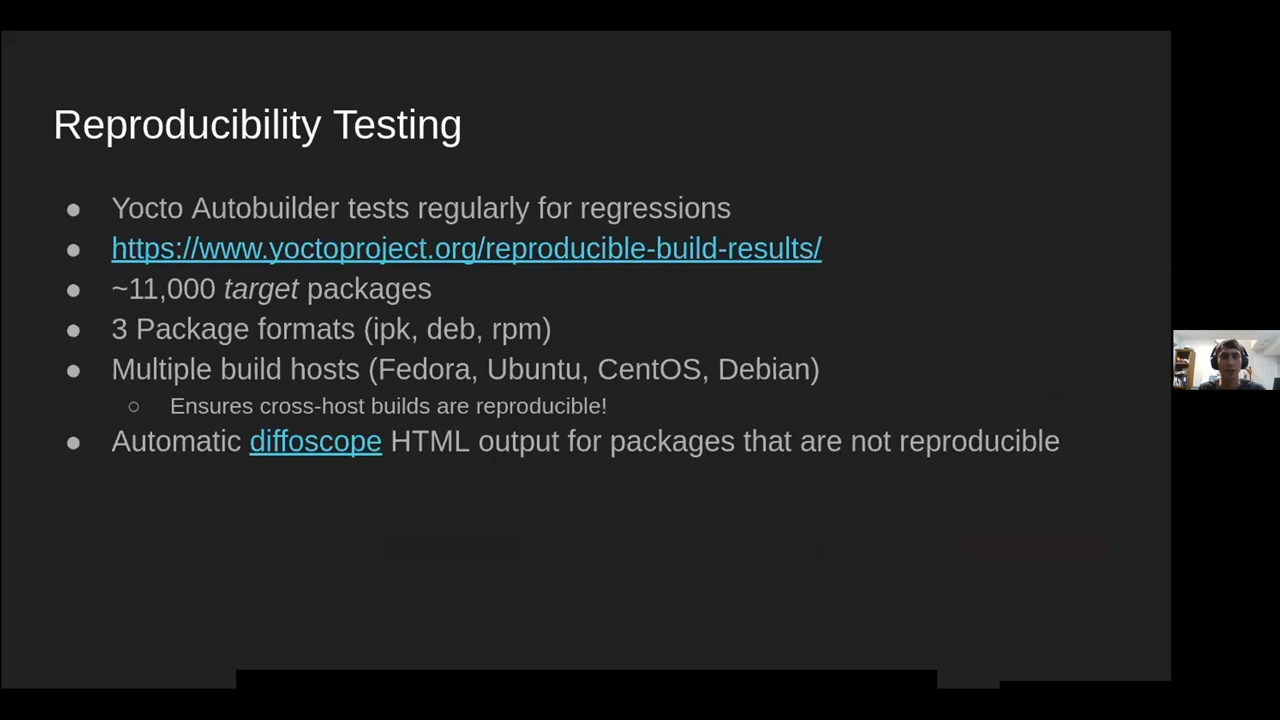 Reproducibility Testing
● Yocto Autobuilder tests regularly for regressions
● https://www.yoctoproject.org/reproducible-build-results/
● ~11,000 target packages
● 3 Package formats (ipk, deb, rpm)
● Multiple build hosts (Fedora, Ubuntu, CentOS, Debian)
○ Ensures cross-host builds are reproducible!
● Automatic diffoscope HTML output for packages that are not reproducible